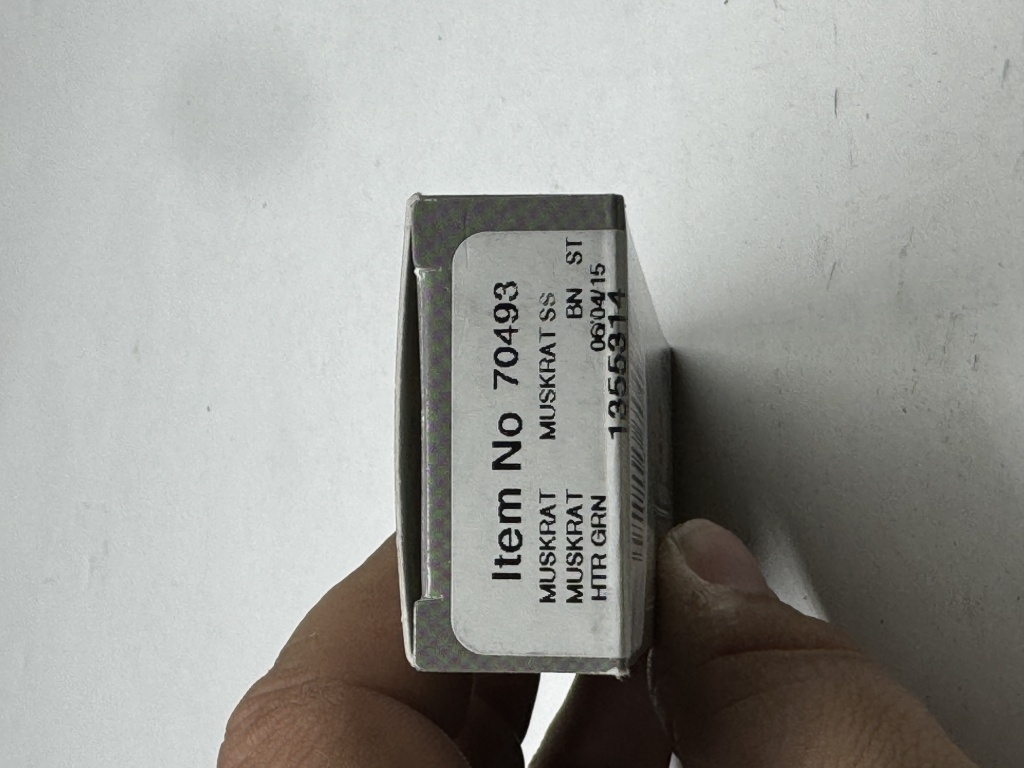 Item No 70493
MUSKRAT MUSKRAT SS
MUSKRAT BN ST
HTR GRN 06/04/15
1355314